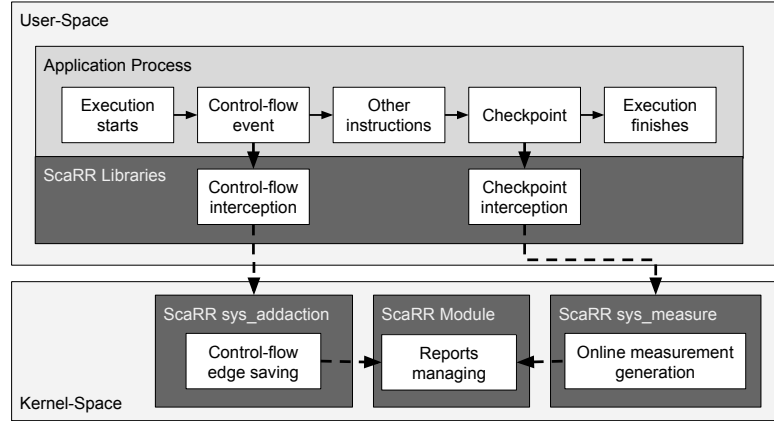 User-Space
Application Process
Execution
starts
Control-flow
event
Other
instructions
Checkpoint
Execution
finishes
ScaRR Libraries
Control-flow
interception
Checkpoint
interception
ScaRR sys_addaction
ScaRR Module
ScaRR sys_measure
Control-flow
edge saving
Reports
managing
Online measurement
generation
Kernel-Space